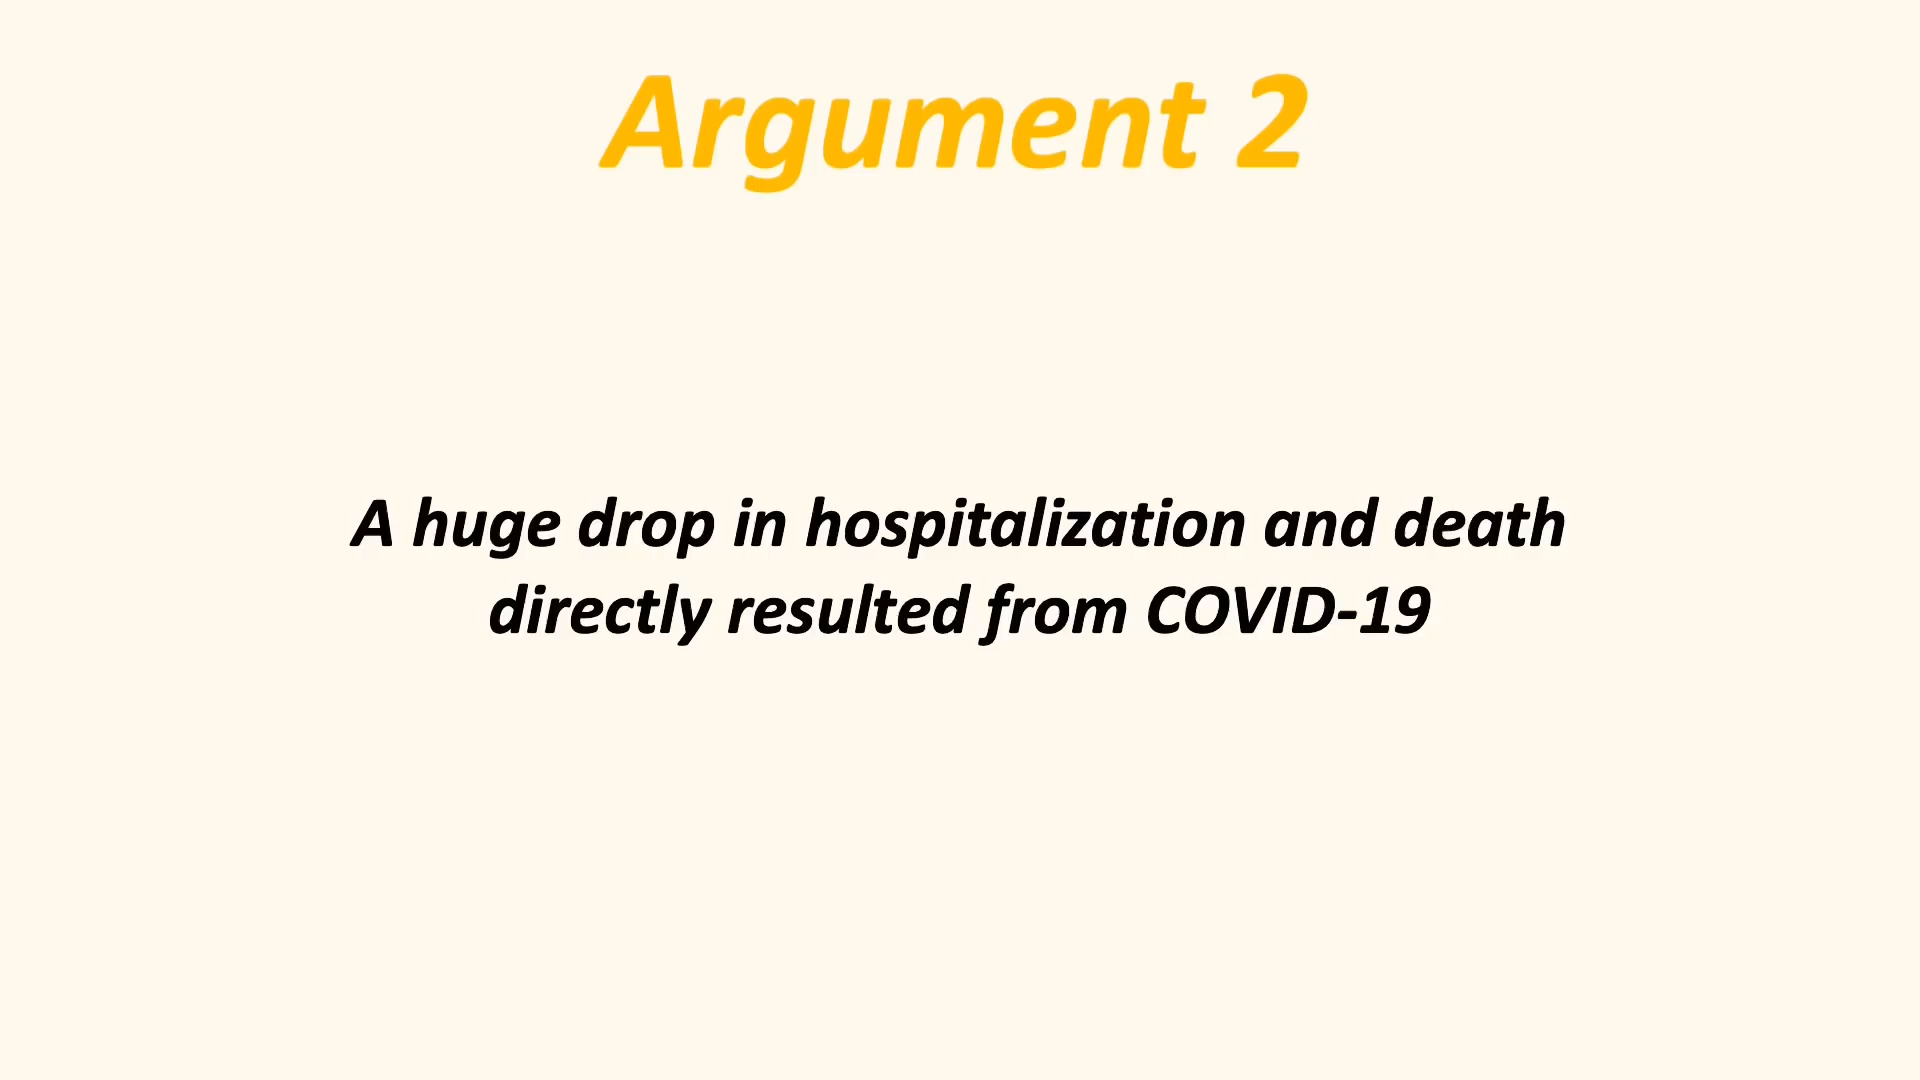 Argument 2
A huge drop in hospitalization and death
directly resulted from COVID-19